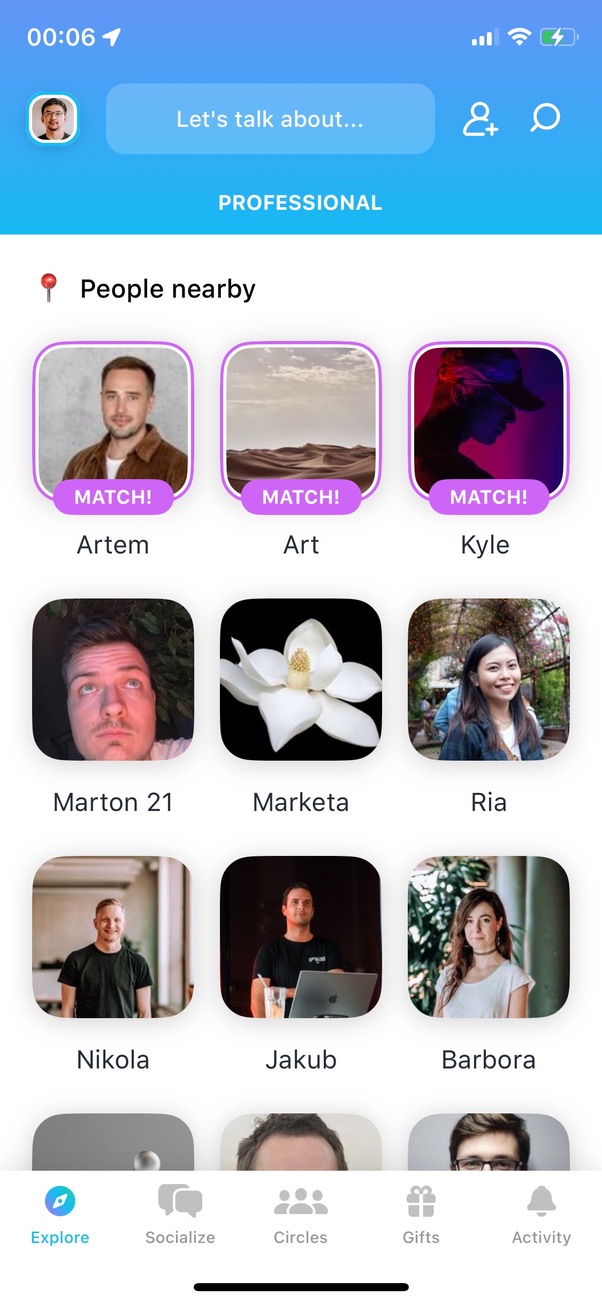 00:06
Let's talk about...
PROFESSIONAL
People nearby
MATCH! MATCH! MATCH!
Artem Art Kyle
Marton 21 Marketa Ria
Nikola Jakub Barbora
Explore Socialize Circles Gifts Activity